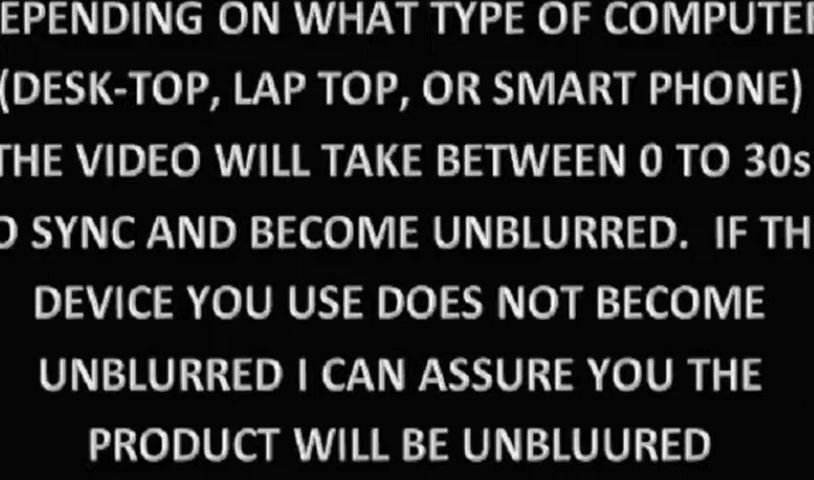 EPENDING ON WHAT TYPE OF COMPUTER
(DESK-TOP, LAP TOP, OR SMART PHONE)
THE VIDEO WILL TAKE BETWEEN 0 TO 30s
O SYNC AND BECOME UNBLURRED. IF TH
DEVICE YOU USE DOES NOT BECOME
UNBLURRED I CAN ASSURE YOU THE
PRODUCT WILL BE UNBLUURED